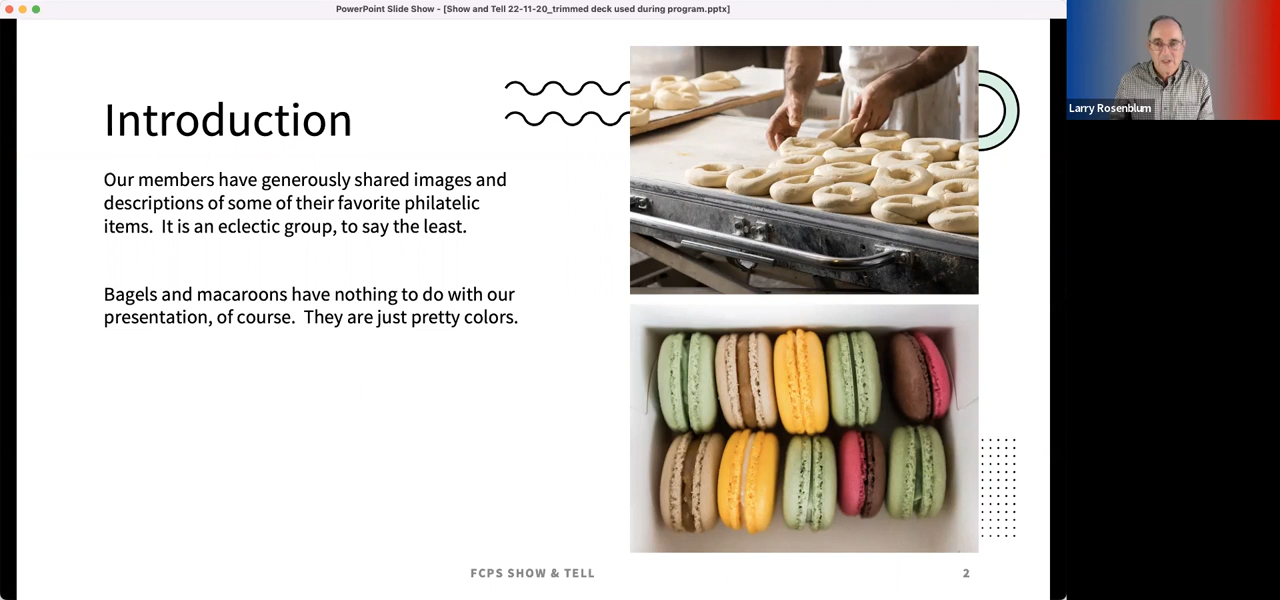 PowerPoint Slide Show - [Show and Tell 22-11-20_trimmed deck used during program.pptx]
Larry Rosenblum
Introduction
Our members have generously shared images and
descriptions of some of their favorite philatelic
items.  It is an eclectic group, to say the least.
Bagels and macaroons have nothing to do with our
presentation, of course.  They are just pretty colors.
FCPS SHOW & TELL
2